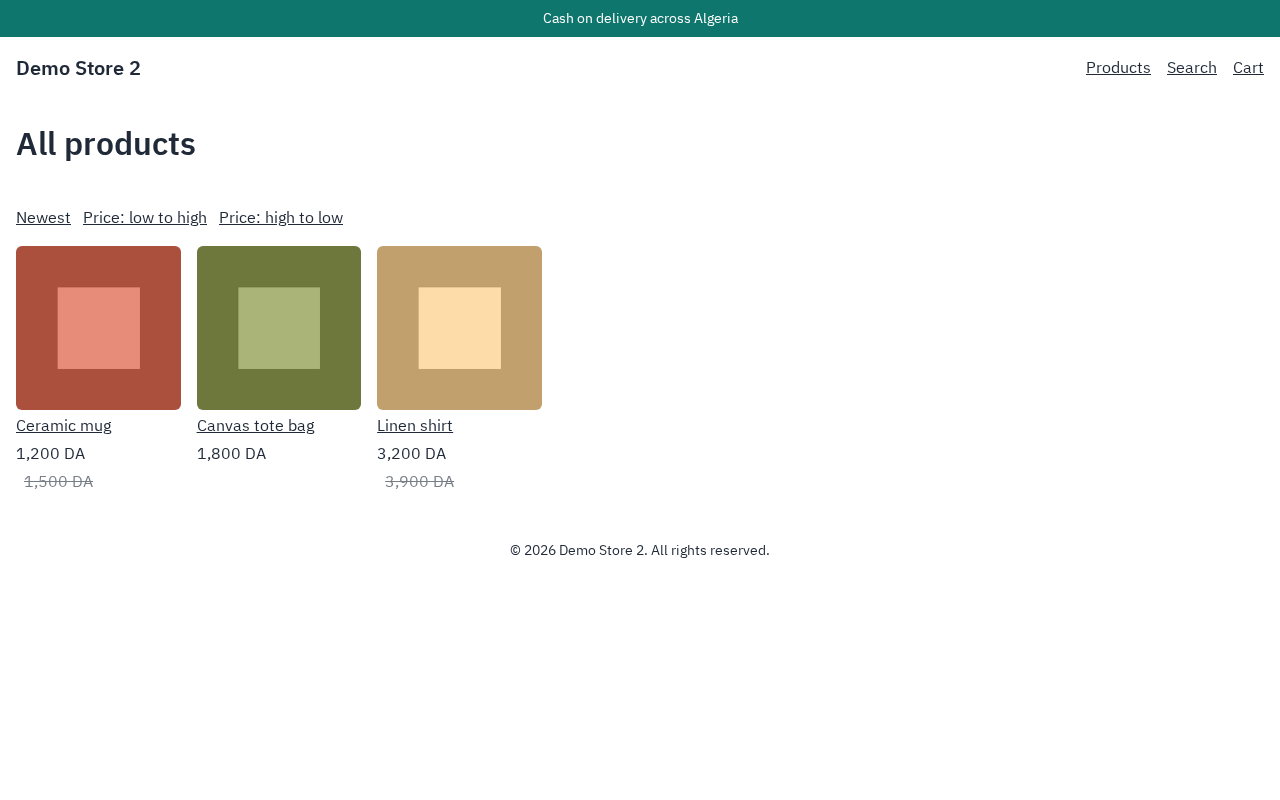 Cash on delivery across Algeria
Demo Store 2
Products Search Cart
All products
Newest Price: low to high Price: high to low
Ceramic mug
1,200 DA
1,500 DA
Canvas tote bag
1,800 DA
Linen shirt
3,200 DA
3,900 DA
© 2026 Demo Store 2. All rights reserved.